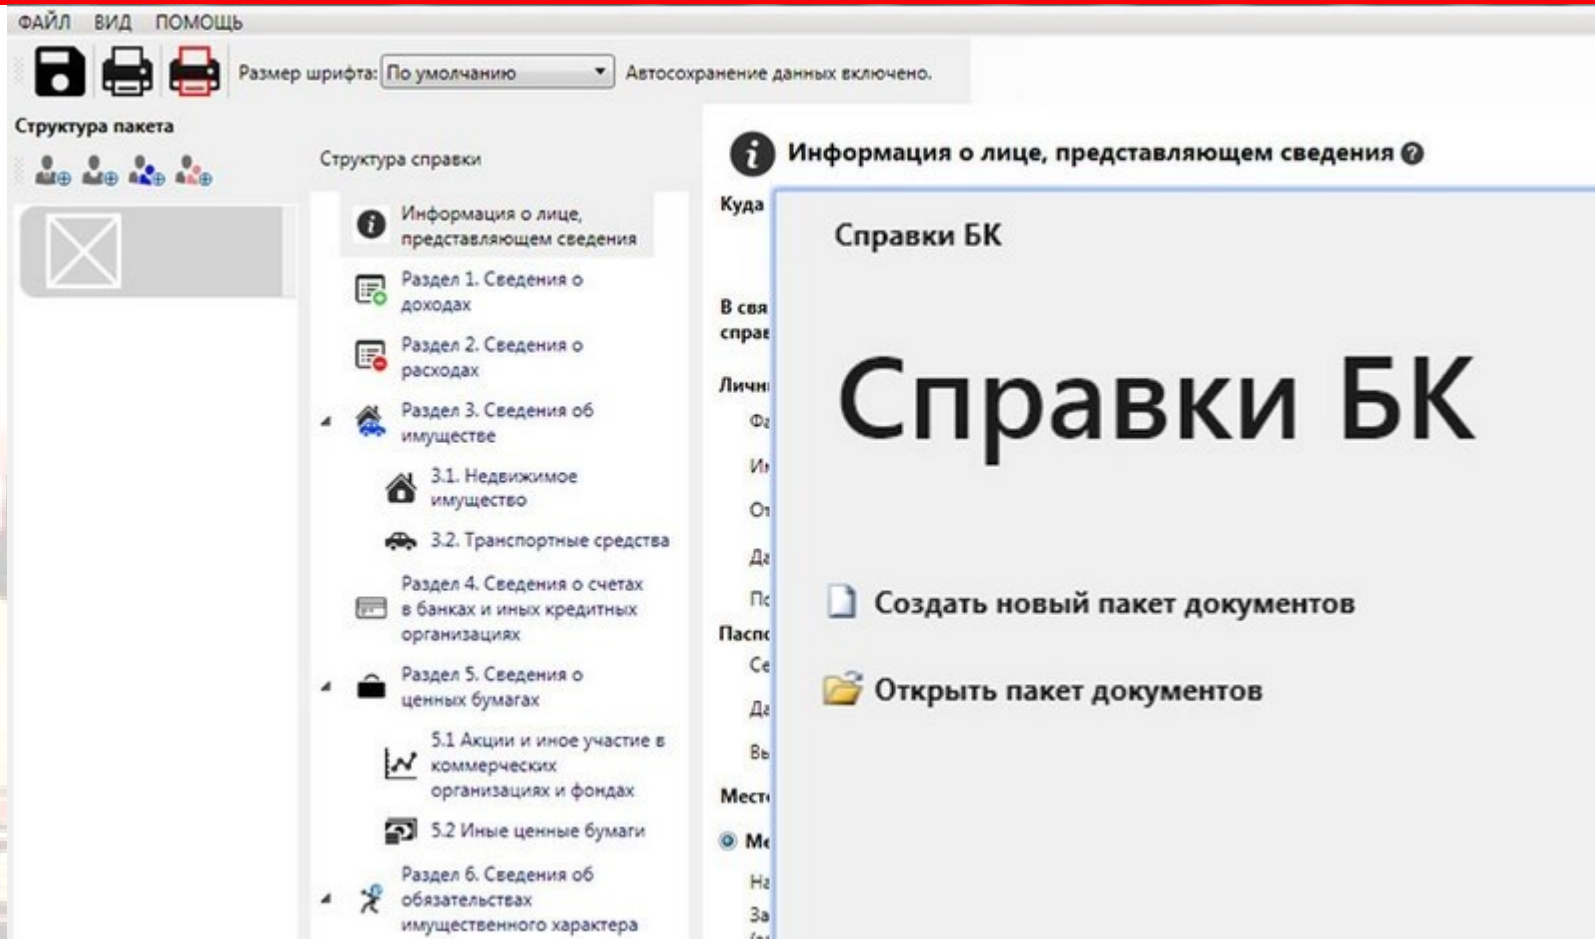 ФАЙЛ ВИД ПОМОЩЬ
Размер шрифта: По умолчанию Автосохранение данных включено.
Структура пакета
Структура справки
Информация о лице,
представляющем сведения
Раздел 1. Сведения о
доходах
Раздел 2. Сведения о
расходах
Раздел 3. Сведения об
имуществе
3.1. Недвижимое
имущество
3.2. Транспортные средства
Раздел 4. Сведения о счетах
в банках и иных кредитных
организациях
Раздел 5. Сведения о
ценных бумагах
5.1 Акции и иное участие в
коммерческих
организациях и фондах
5.2 Иные ценные бумаги
Раздел 6. Сведения об
обязательствах
имущественного характера
Информация о лице, представляющем сведения
Куда
Справки БК
Справки БК
Создать новый пакет документов
Открыть пакет документов